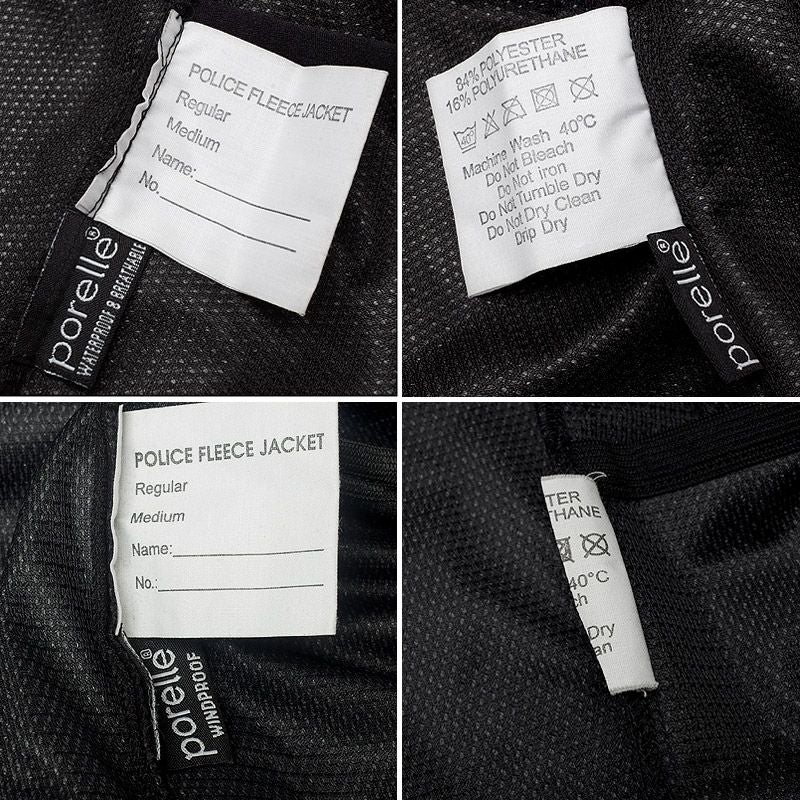 POLICE FLEECE JACKET
Regular
Medium
Name:
No.
porelle®
WATERPROOF & BREATHABLE
84% POLYESTER
16% POLYURETHANE
40°
Machine Wash 40°C
Do Not Bleach
Do Not iron
Do Not Tumble Dry
Do Not Dry Clean
Drip Dry
porelle®
POLICE FLEECE JACKET
Regular
Medium
Name:
No.:
porelle®
WINDPROOF
TER
THANE
40°C
ch
Dry
an